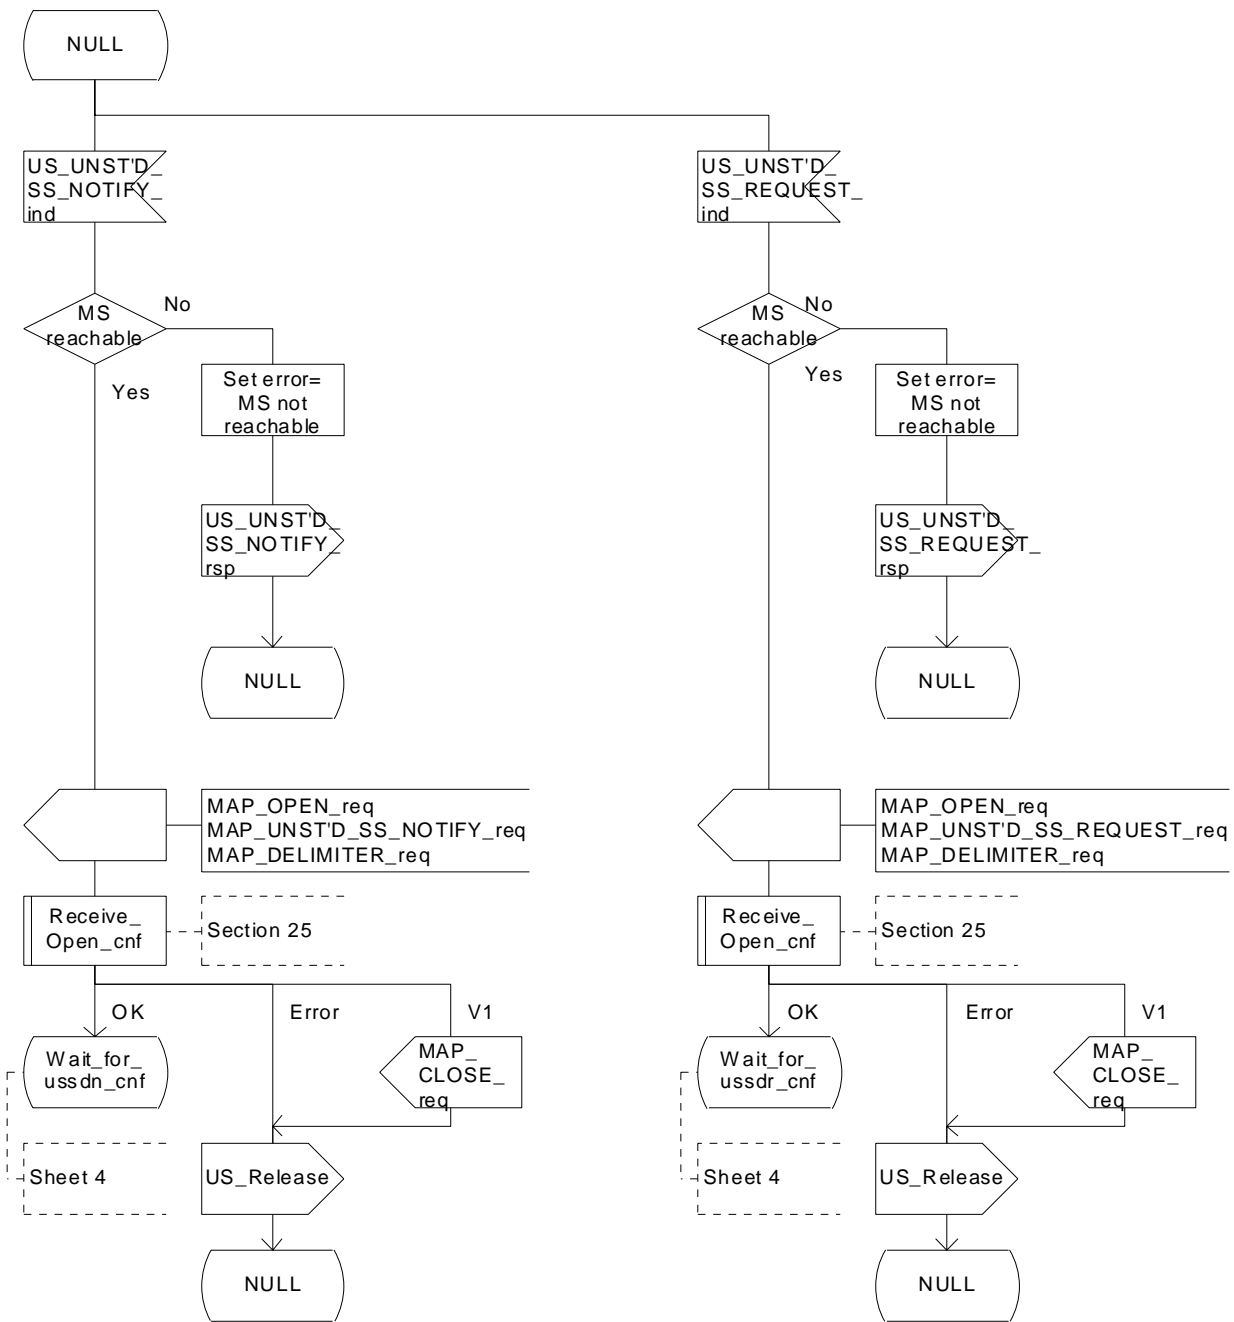 NULL
US_UNST'D_
SS_NOTIFY_
ind
US_UNST'D_
SS_REQUEST_
ind
MS
reachable
No
Yes
MS
reachable
No
Yes
Set error=
MS not
reachable
Set error=
MS not
reachable
US_UNST'D_
SS_NOTIFY_
rsp
US_UNST'D_
SS_REQUEST_
rsp
NULL
NULL
MAP_OPEN_req
MAP_UNST'D_SS_NOTIFY_req
MAP_DELIMITER_req
MAP_OPEN_req
MAP_UNST'D_SS_REQUEST_req
MAP_DELIMITER_req
Receive_
Open_cnf
Section 25
Receive_
Open_cnf
Section 25
OK
Error
V1
OK
Error
V1
Wait_for_
ussdn_cnf
MAP_
CLOSE_
req
Wait_for_
ussdr_cnf
MAP_
CLOSE_
req
Sheet 4
US_Release
Sheet 4
US_Release
NULL
NULL